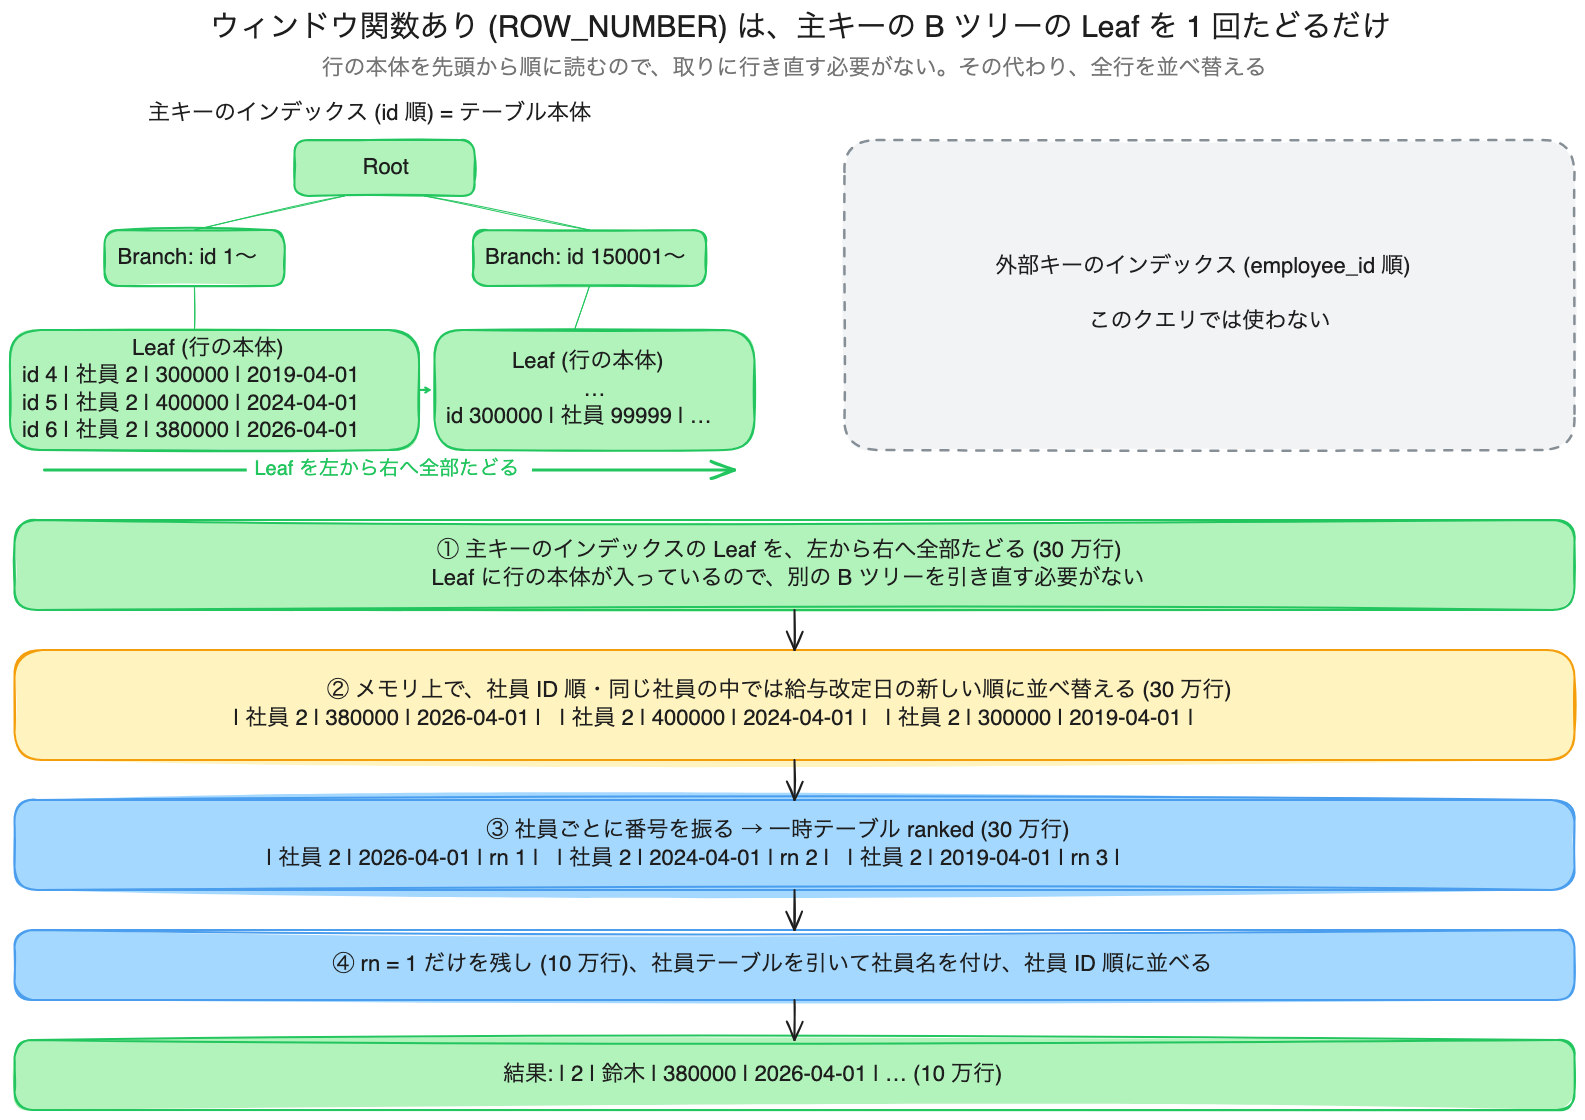 ウィンドウ関数あり (ROW_NUMBER) は、主キーの B ツリーの Leaf を 1 回たどるだけ
行の本体を先頭から順に読むので、取りに行き直す必要がない。その代わり、全行を並べ替える
主キーのインデックス (id 順) = テーブル本体
Root
Branch: id 1〜
Branch: id 150001〜
Leaf (行の本体)
id 4 | 社員 2 | 300000 | 2019-04-01
id 5 | 社員 2 | 400000 | 2024-04-01
id 6 | 社員 2 | 380000 | 2026-04-01
Leaf (行の本体)
…
id 300000 | 社員 99999 | …
Leaf を左から右へ全部たどる
外部キーのインデックス (employee_id 順)
このクエリでは使わない
① 主キーのインデックスの Leaf を、左から右へ全部たどる (30 万行)
Leaf に行の本体が入っているので、別の B ツリーを引き直す必要がない
② メモリ上で、社員 ID 順・同じ社員の中では給与改定日の新しい順に並べ替える (30 万行)
| 社員 2 | 380000 | 2026-04-01 | | 社員 2 | 400000 | 2024-04-01 | | 社員 2 | 300000 | 2019-04-01 |
③ 社員ごとに番号を振る → 一時テーブル ranked (30 万行)
| 社員 2 | 2026-04-01 | rn 1 | | 社員 2 | 2024-04-01 | rn 2 | | 社員 2 | 2019-04-01 | rn 3 |
④ rn = 1 だけを残し (10 万行)、社員テーブルを引いて社員名を付け、社員 ID 順に並べる
結果: | 2 | 鈴木 | 380000 | 2026-04-01 | … (10 万行)